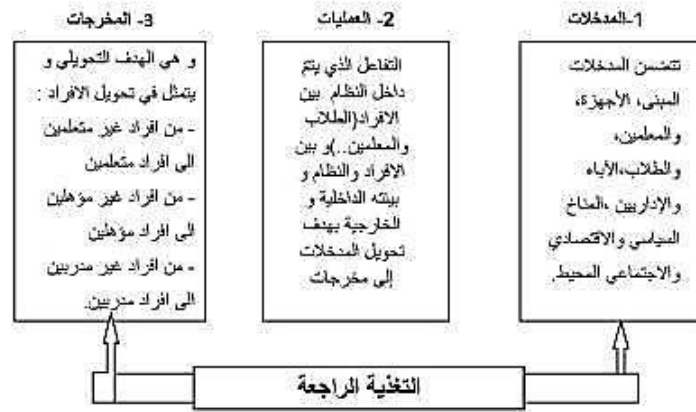 1-المدخلات
تتضمن المدخلات
المبنى، الأجهزة،
والمعلمين،
والطلاب،الأباء
والإداريين ،المناخ
السياسي والاقتصادي
والاجتماعي المحيط.
2- العمليات
التفاعل الذي يتم
داخل النظام بين
الافراد(الطلاب
والمعلمين..)و بين
الافراد والنظام و
بيئته الداخلية و
الخارجية بهدف
تحويل المدخلات
إلى مخرجات
3- المخرجات
و هي الهدف التحويلي و
يتمثل في تحويل الافراد :
- من افراد غير متعلمين
الى افراد متعلمين
- من افراد غير مؤهلين
الى افراد مؤهلين
- من افراد غير مدربين
الى افراد مدربين.
التغذية الراجعة